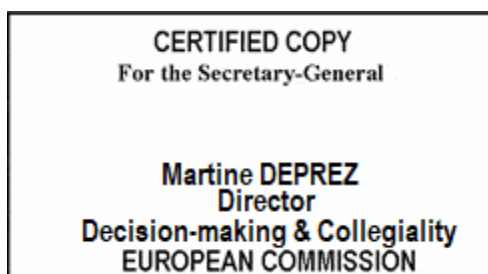 CERTIFIED COPY
For the Secretary-General
Martine DEPREZ
Director
Decision-making & Collegiality
EUROPEAN COMMISSION